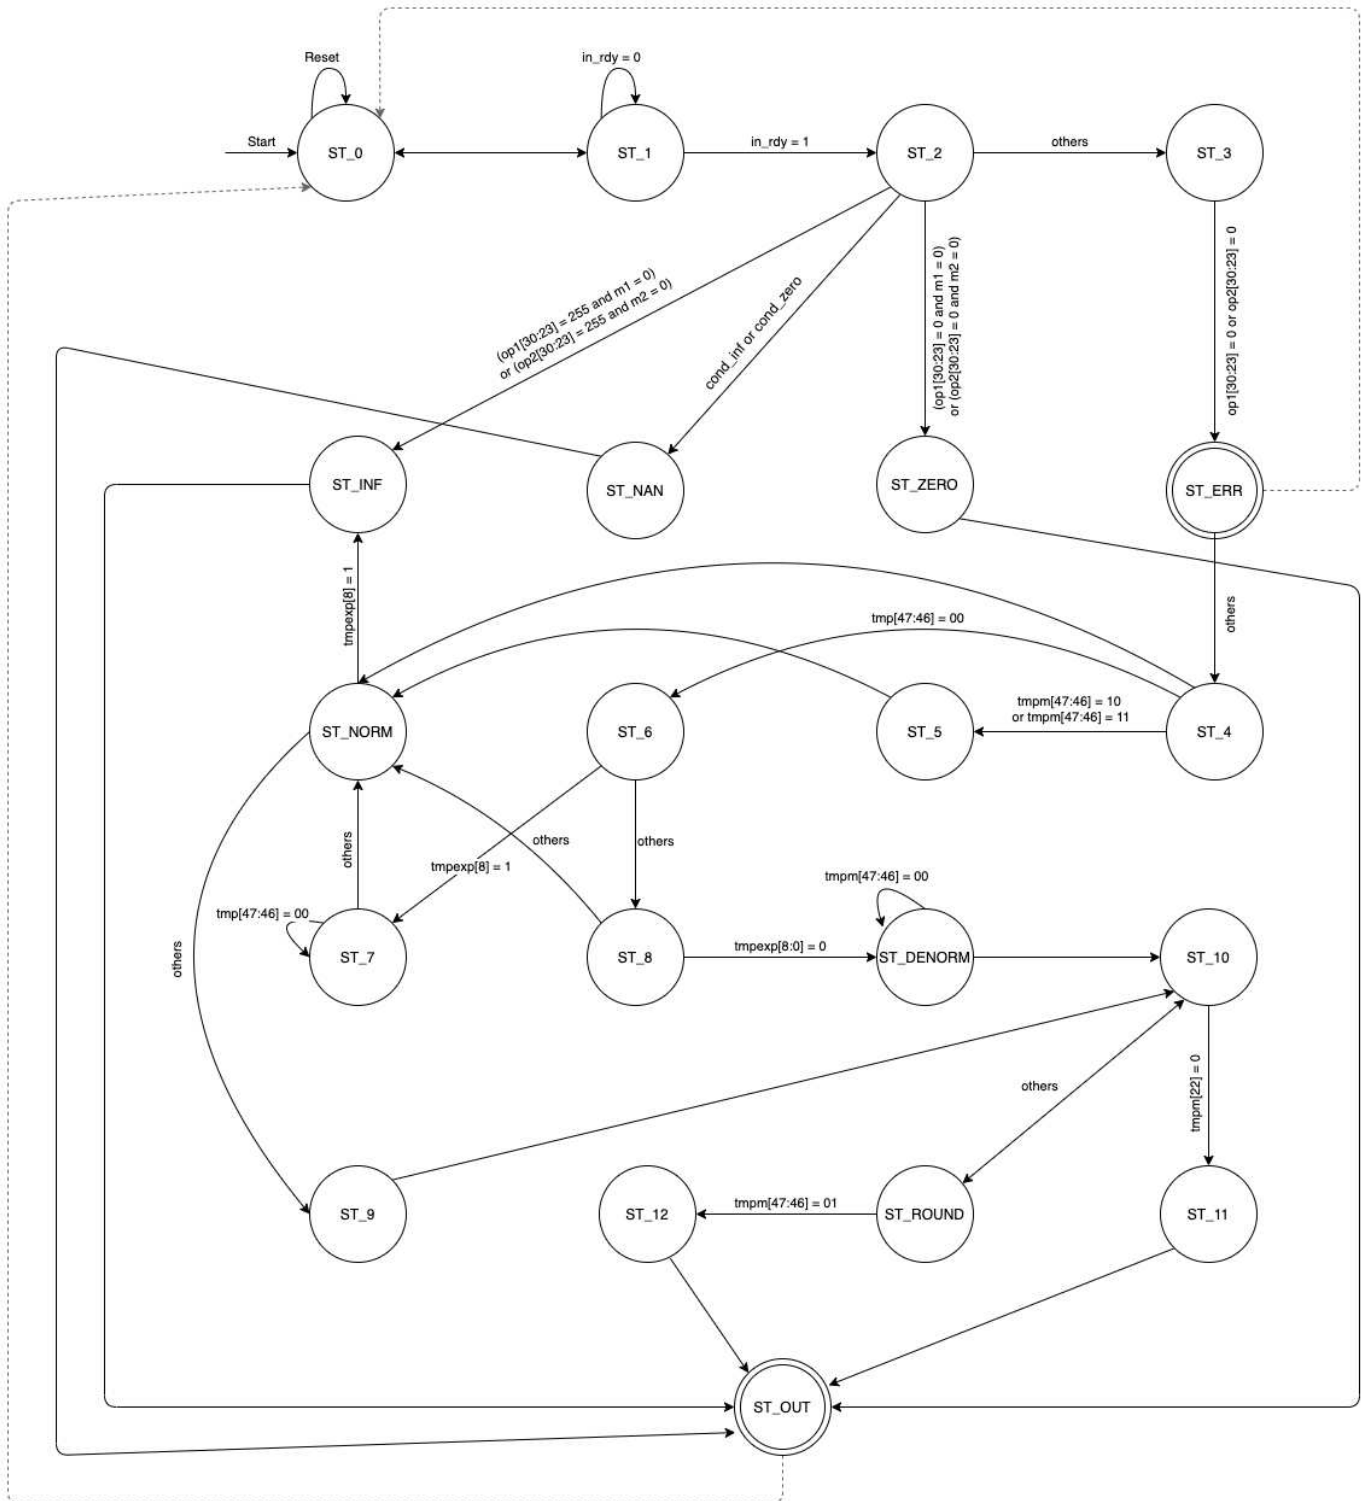 Reset
in_rdy = 0
Start
ST_0
ST_1
in_rdy = 1
ST_2
others
ST_3
(op1[30:23] = 255 and m1 = 0)
or (op2[30:23] = 255 and m2 = 0)
cond_inf or cond_zero
(op1[30:23] = 0 and m1 = 0)
or (op2[30:23] = 0 and m2 = 0)
op1[30:23] = 0 or op2[30:23] = 0
ST_INF
ST_NAN
ST_ZERO
ST_ERR
tmpexp[8] = 1
tmp[47:46] = 00
others
ST_NORM
ST_6
ST_5
tmpm[47:46] = 10
or tmpm[47:46] = 11
ST_4
others
tmpexp[8] = 1
others
others
tmpm[47:46] = 00
tmp[47:46] = 00
others
ST_7
ST_8
tmpexp[8:0] = 0
ST_DENORM
ST_10
others
tmpm[22] = 0
ST_9
ST_12
tmpm[47:46] = 01
ST_ROUND
ST_11
ST_OUT